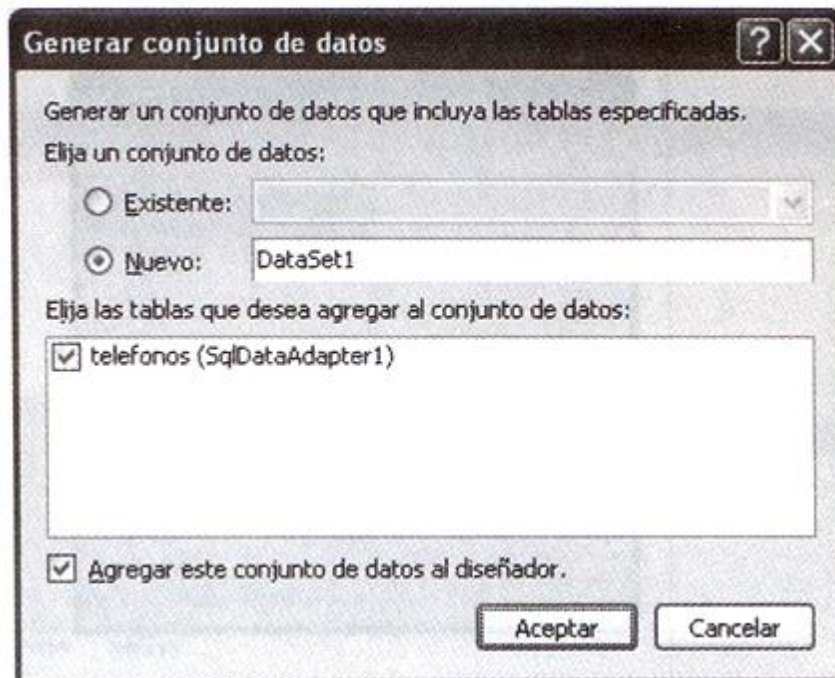 Generar conjunto de datos
Generar un conjunto de datos que incluya las tablas especificadas.
Elija un conjunto de datos:
Existente:
Nuevo: DataSet1
Elija las tablas que desea agregar al conjunto de datos:
telefonos (SqlDataAdapter1)
Agregar este conjunto de datos al diseñador.
Aceptar Cancelar